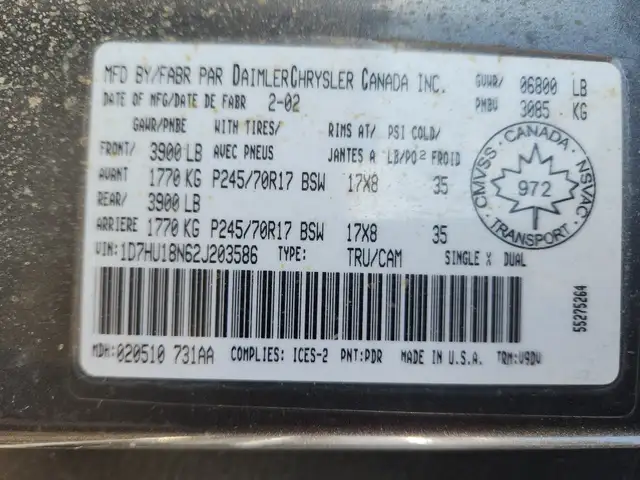 MFD BY/FABR PAR DAIMLERCHRYSLER CANADA INC. GVWR/ 06800 LB
DATE OF MFG/DATE DE FABR 2-02 PNBV 3085 KG
GAWR/PNBE WITH TIRES/ RIMS AT/ PSI COLD/
FRONT/ 3900 LB AVEC PNEUS JANTES A LB/PO² FROID
AVANT 1770 KG P245/70R17 BSW 17X8 35
REAR/ 3900 LB
ARRIERE 1770 KG P245/70R17 BSW 17X8 35
CMVSS · CANADA · NSVAC
972
TRANSPORT
VIN: 1D7HU18N62J203586 TYPE: TRU/CAM SINGLE X DUAL
55275264
MDH: 020510 731AA COMPLIES: ICES-2 PNT:PDR MADE IN U.S.A. TRM:V9DV